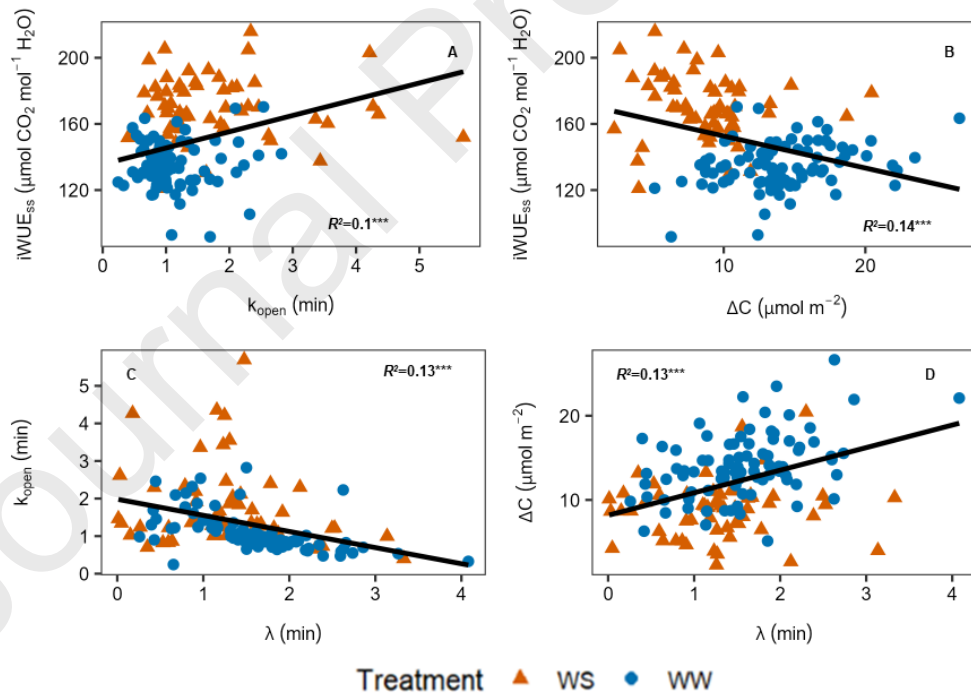 iWUEss (µmol CO₂ mol⁻¹ H₂O)
200
160
120
A
R²=0.1***
0 1 2 3 4 5
kopen (min)
iWUEss (µmol CO₂ mol⁻¹ H₂O)
200
160
120
B
R²=0.14***
10 20
ΔC (µmol m⁻²)
kopen (min)
5
4
3
2
1
0
C
R²=0.13***
0 1 2 3 4
λ (min)
ΔC (µmol m⁻²)
20
10
R²=0.13***
D
0 1 2 3 4
λ (min)
Treatment WS WW
Journal Pr